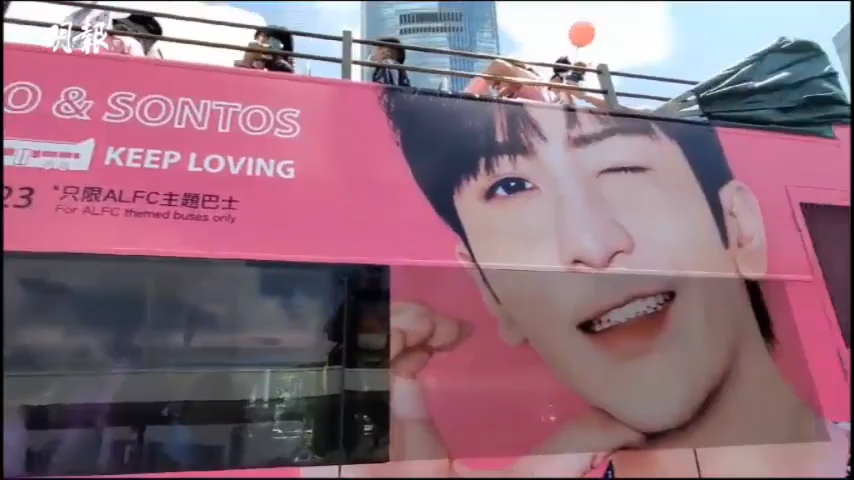 月報
O & SONTOS
KEEP LOVING
23 *只限ALFC主題巴士
For ALFC themed buses only